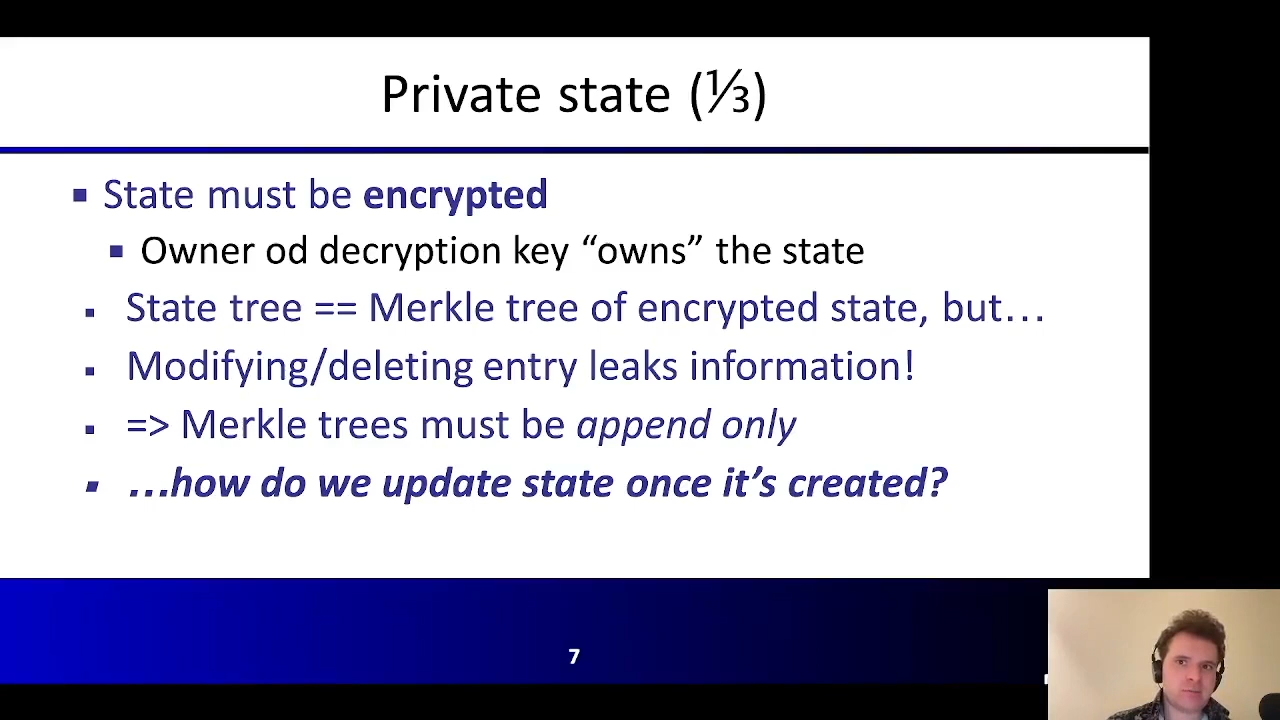 Private state (⅓)
▪ State must be encrypted
▪ Owner od decryption key “owns” the state
▪ State tree == Merkle tree of encrypted state, but…
▪ Modifying/deleting entry leaks information!
▪ => Merkle trees must be append only
▪ …how do we update state once it’s created?
7